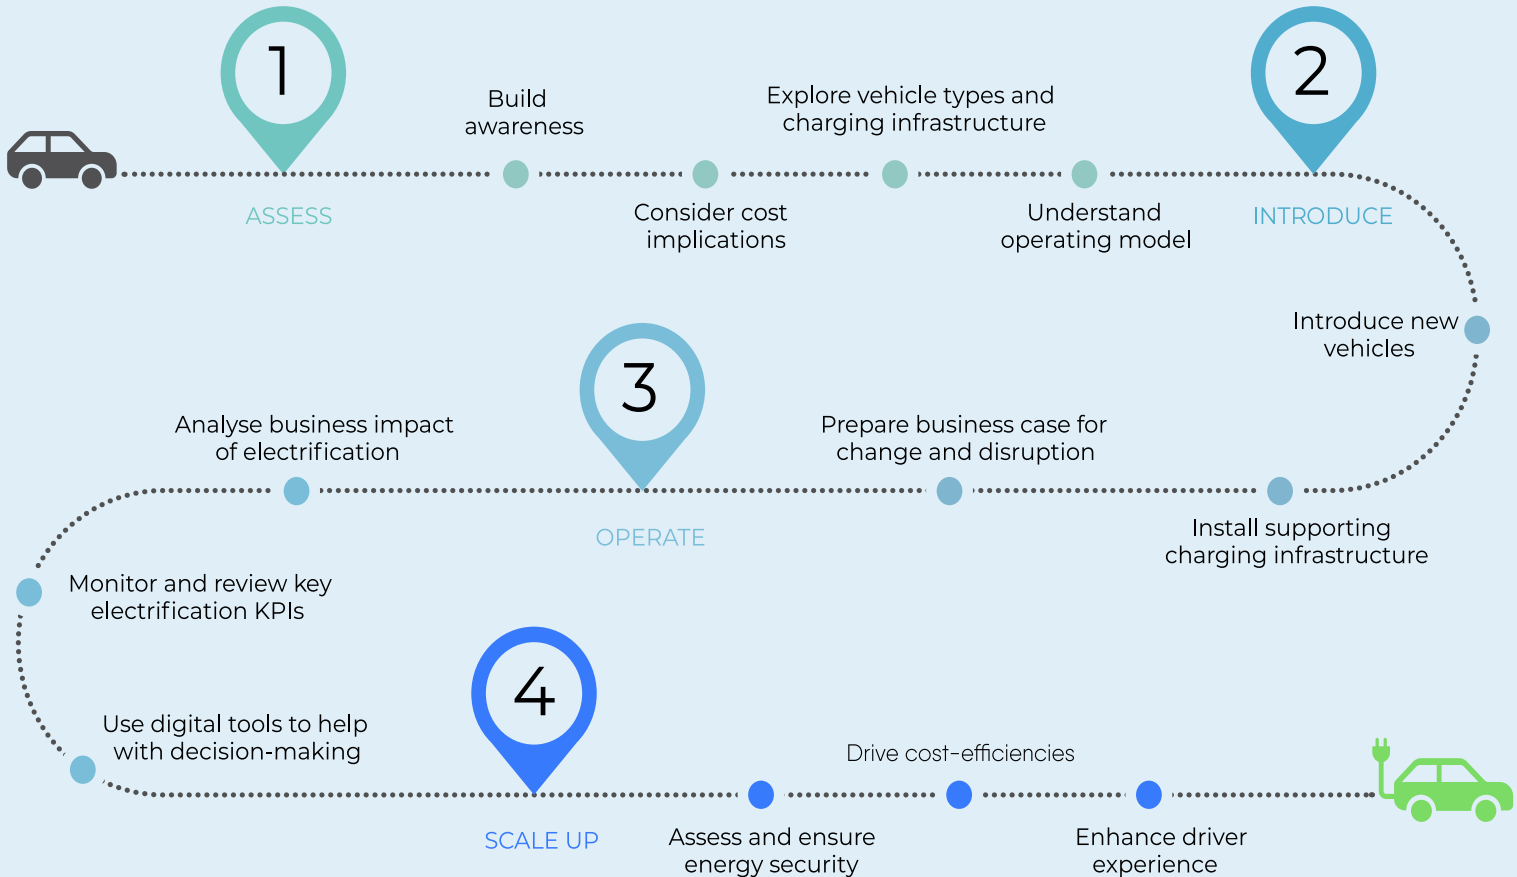 1
ASSESS
Build
awareness
Consider cost
implications
Explore vehicle types and
charging infrastructure
Understand
operating model
2
INTRODUCE
Introduce new
vehicles
Install supporting
charging infrastructure
Prepare business case for
change and disruption
3
OPERATE
Analyse business impact
of electrification
Monitor and review key
electrification KPIs
Use digital tools to help
with decision-making
4
SCALE UP
Assess and ensure
energy security
Drive cost-efficiencies
Enhance driver
experience